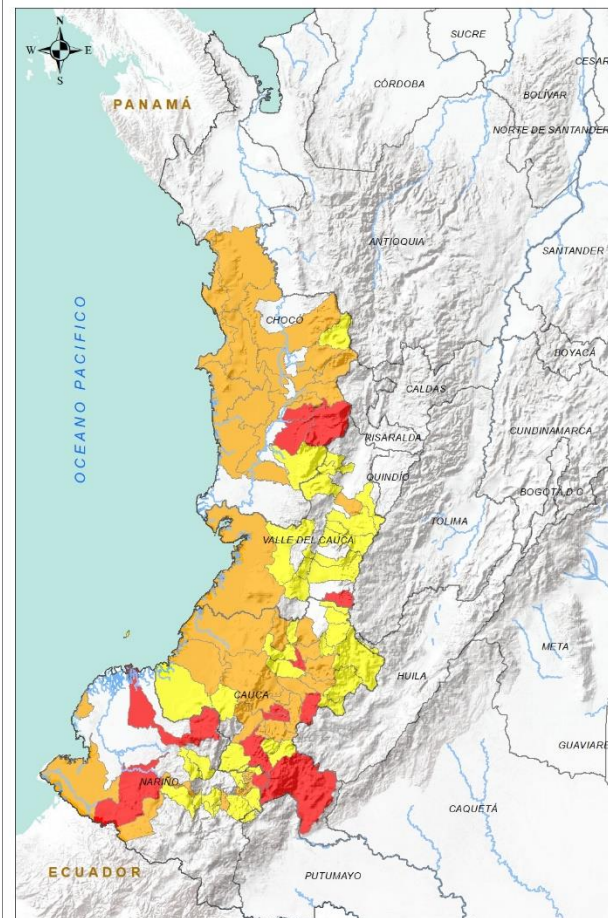 N
W E
S
SUCRE
CESAR
CÓRDOBA
BOLÍVAR
PANAMÁ
NORTE DE SANTANDER
ANTIOQUIA
SANTANDER
CHOCÓ
BOYACÁ
CALDAS
OCEANO PACIFICO
CUNDINAMARCA
RISARALDA
QUINDÍO
BOGOTÁ D.C.
TOLIMA
VALLE DEL CAUCA
META
HUILA
CAUCA
GUAVIARE
NARIÑO
CAQUETÁ
ECUADOR
PUTUMAYO